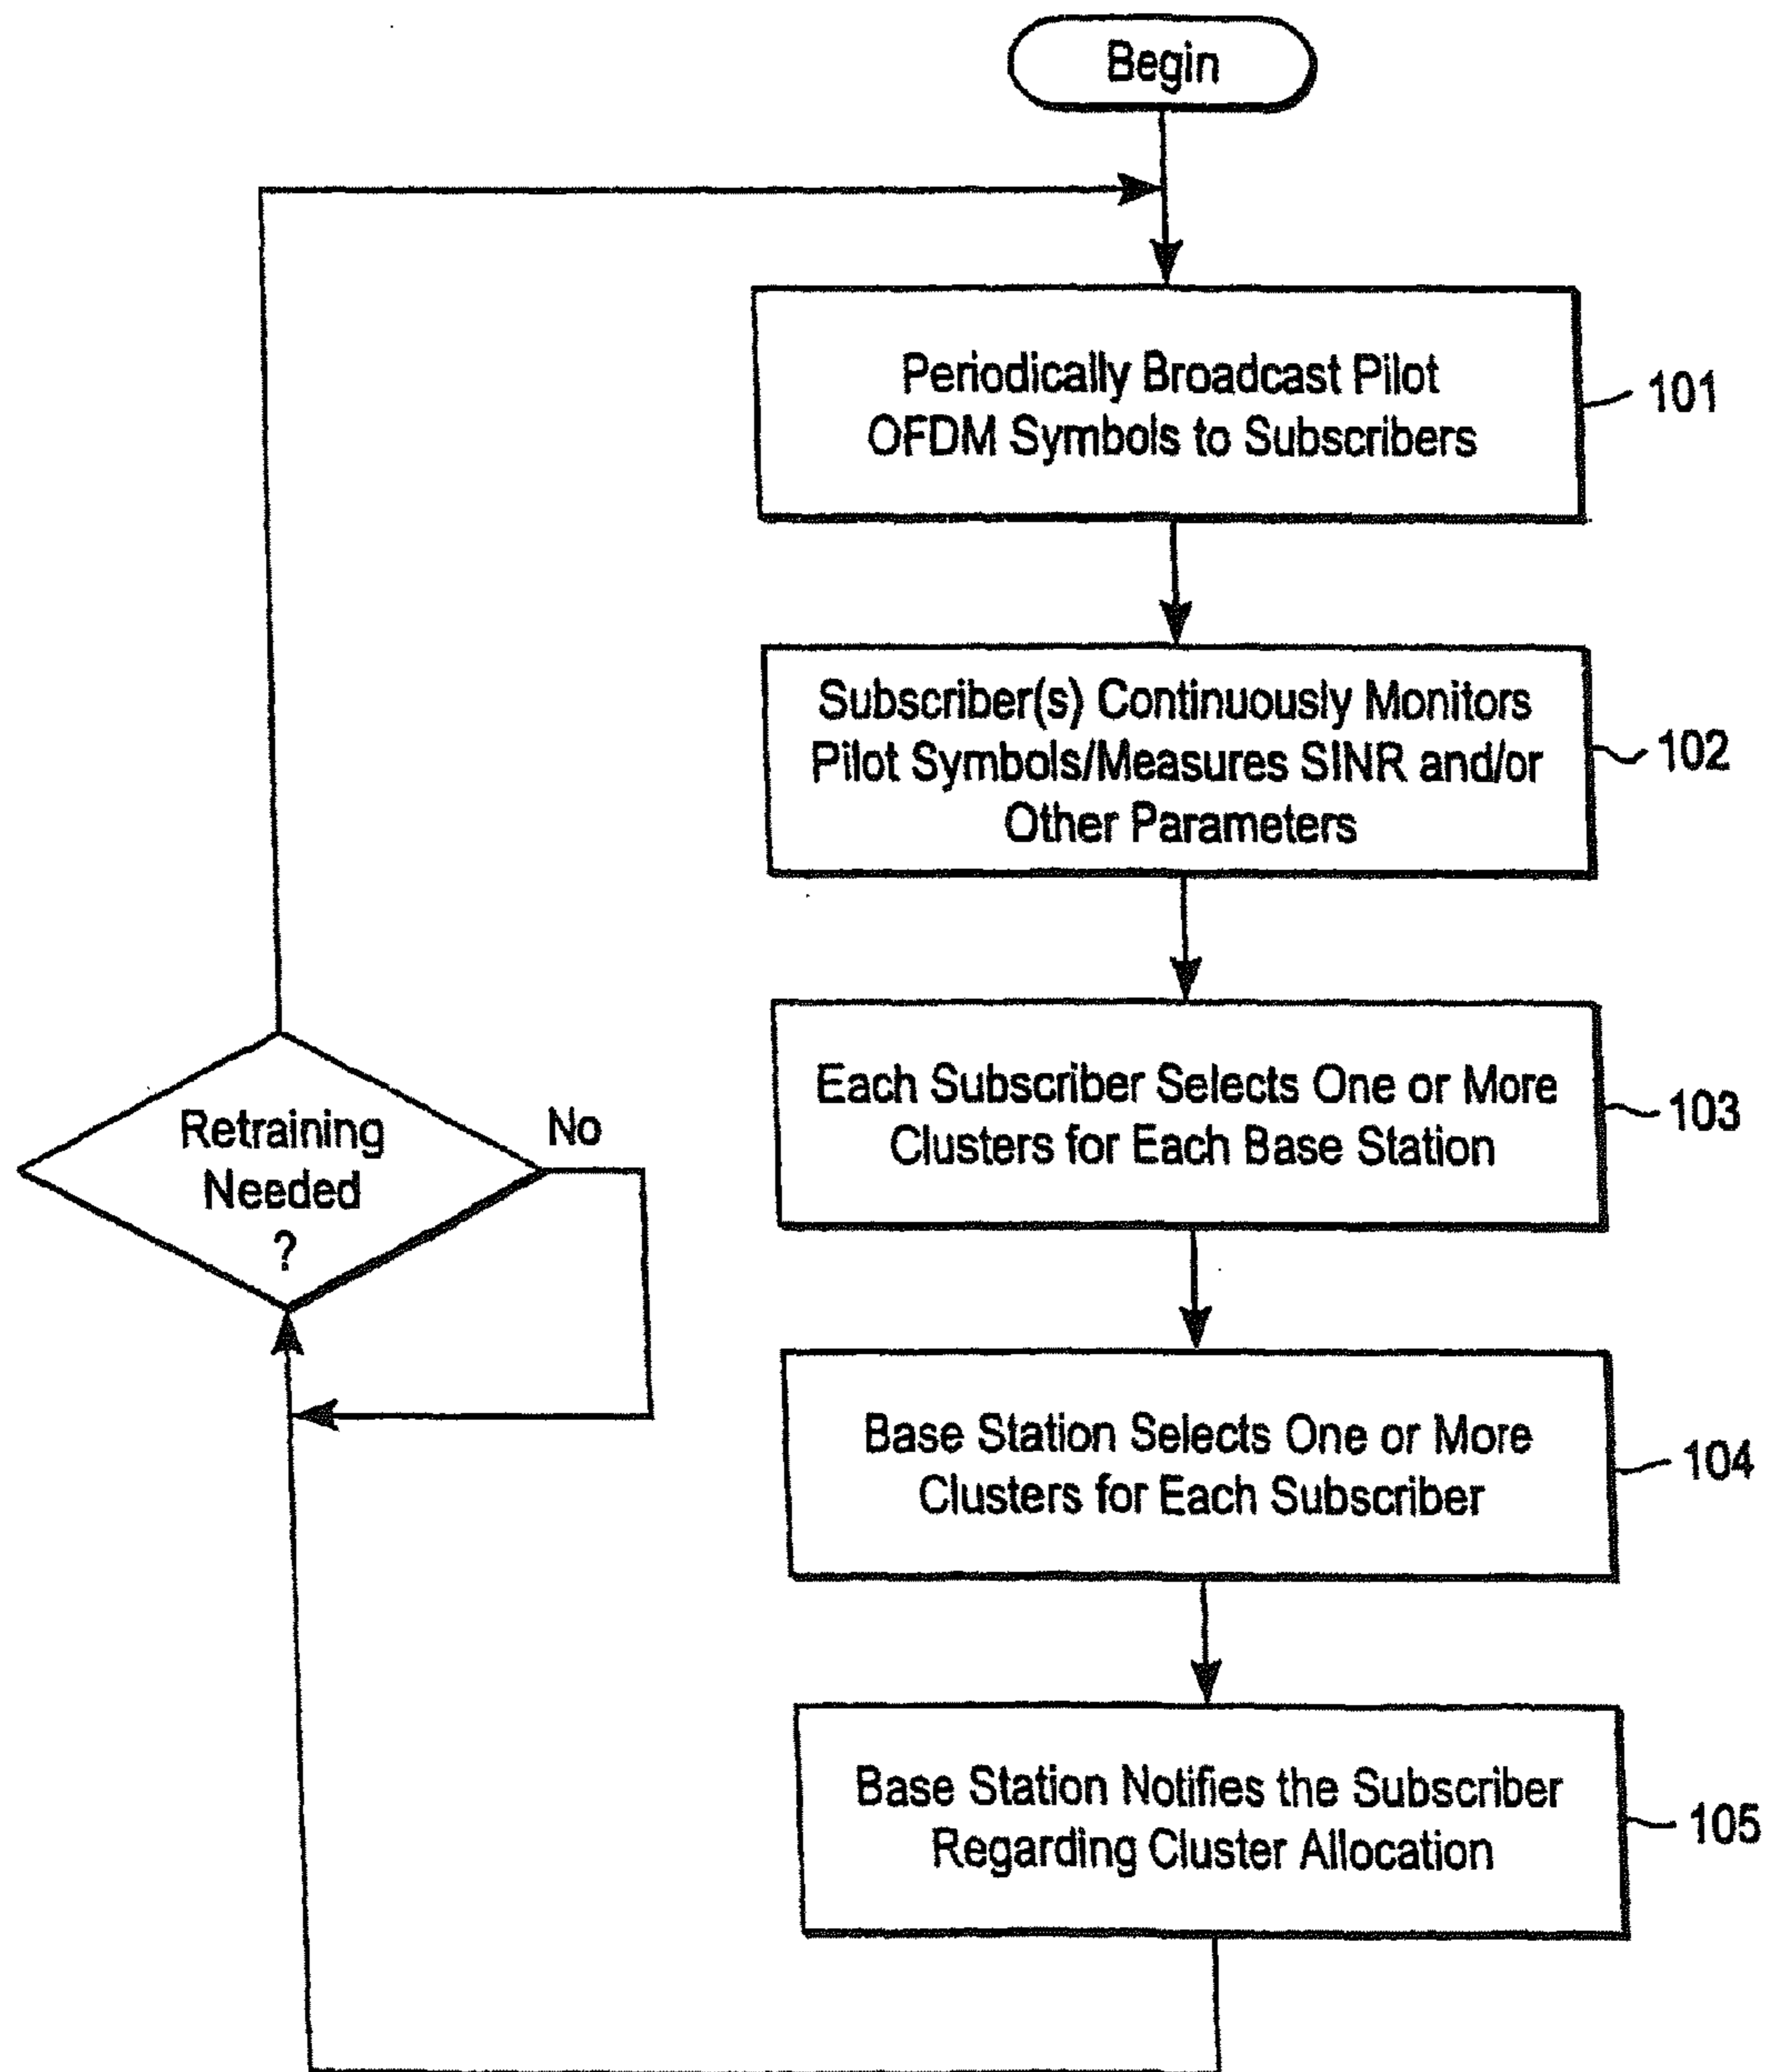 Begin
Periodically Broadcast Pilot
OFDM Symbols to Subscribers
101
Subscriber(s) Continuously Monitors
Pilot Symbols/Measures SINR and/or
Other Parameters
102
Each Subscriber Selects One or More
Clusters for Each Base Station
103
Retraining
Needed
?
No
Base Station Selects One or More
Clusters for Each Subscriber
104
Base Station Notifies the Subscriber
Regarding Cluster Allocation
105